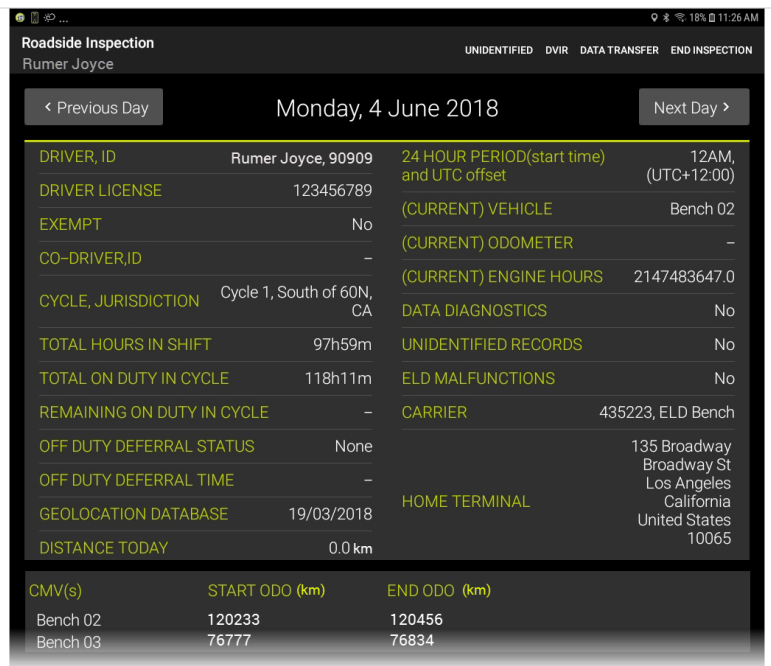 18% 11:26 AM
Roadside Inspection
Rumer Joyce
UNIDENTIFIED DVIR DATA TRANSFER END INSPECTION
< Previous Day
Monday, 4 June 2018
Next Day >
DRIVER, ID Rumer Joyce, 90909
DRIVER LICENSE 123456789
EXEMPT No
CO-DRIVER,ID –
CYCLE, JURISDICTION Cycle 1, South of 60N,
CA
TOTAL HOURS IN SHIFT 97h59m
TOTAL ON DUTY IN CYCLE 118h11m
REMAINING ON DUTY IN CYCLE –
OFF DUTY DEFERRAL STATUS None
OFF DUTY DEFERRAL TIME –
GEOLOCATION DATABASE 19/03/2018
DISTANCE TODAY 0.0 km
24 HOUR PERIOD(start time) 12AM,
and UTC offset (UTC+12:00)
(CURRENT) VEHICLE Bench 02
(CURRENT) ODOMETER –
(CURRENT) ENGINE HOURS 2147483647.0
DATA DIAGNOSTICS No
UNIDENTIFIED RECORDS No
ELD MALFUNCTIONS No
CARRIER 435223, ELD Bench
HOME TERMINAL
135 Broadway
Broadway St
Los Angeles
California
United States
10065
CMV(s) START ODO (km) END ODO (km)
Bench 02 120233 120456
Bench 03 76777 76834